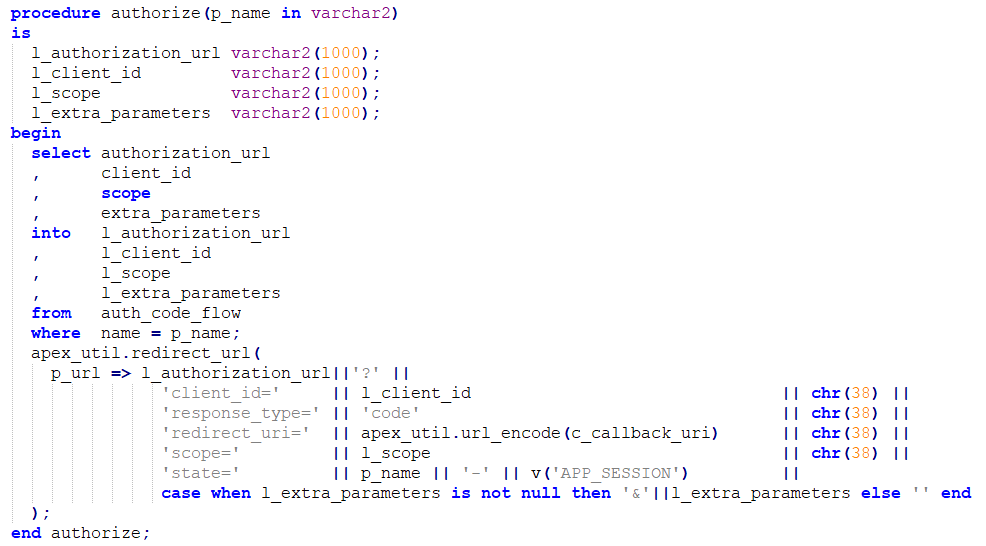 procedure authorize(p_name in varchar2)
is
  l_authorization_url varchar2(1000);
  l_client_id         varchar2(1000);
  l_scope             varchar2(1000);
  l_extra_parameters  varchar2(1000);
begin
  select authorization_url
  ,      client_id
  ,      scope
  ,      extra_parameters
  into   l_authorization_url
  ,      l_client_id
  ,      l_scope
  ,      l_extra_parameters
  from   auth_code_flow
  where  name = p_name;
  apex_util.redirect_url(
    p_url => l_authorization_url||'?' ||
               'client_id='     || l_client_id                               || chr(38) ||
               'response_type=' || 'code'                                    || chr(38) ||
               'redirect_uri='  || apex_util.url_encode(c_callback_uri)      || chr(38) ||
               'scope='         || l_scope                                   || chr(38) ||
               'state='         || p_name || '-' || v('APP_SESSION')         ||
               case when l_extra_parameters is not null then '&'||l_extra_parameters else '' end
  );
end authorize;